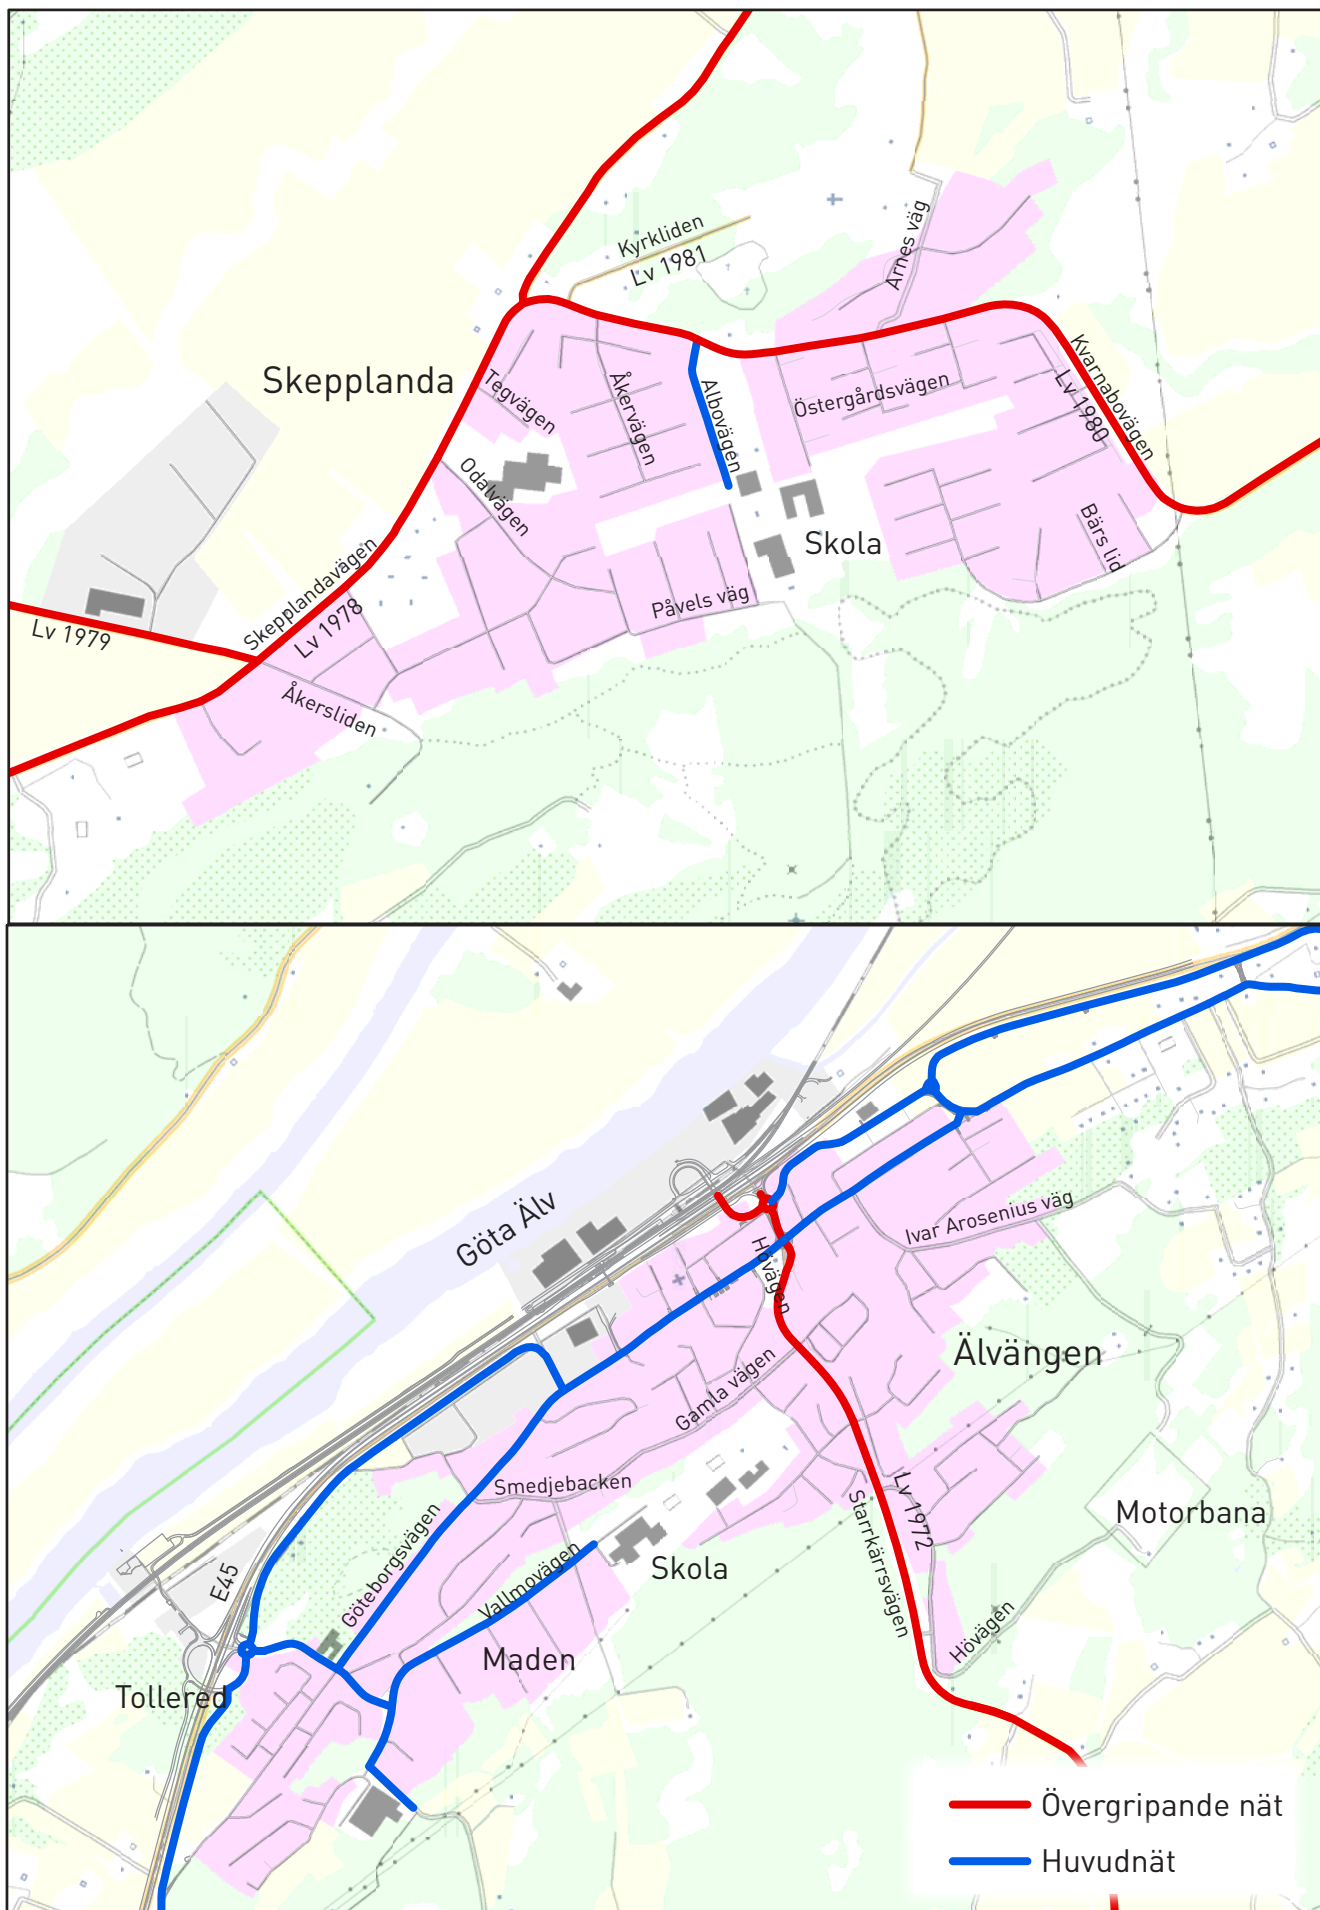 Kyrkliden
Lv 1981
Arnes väg
Skepplanda
Tegvägen
Åkervägen
Albovägen
Östergårdsvägen
Kvarnabovägen
Lv 1980
Odalvägen
Bärs lid
Skola
Skepplandavägen
Lv 1978
Påvels väg
Lv 1979
Åkersliden
Göta Älv
Ivar Arosenius väg
Hövägen
Älvängen
Gamla vägen
Smedjebacken
Lv 1972
Starrkärrsvägen
Motorbana
Göteborgsvägen
E45
Vallmovägen
Skola
Hövägen
Maden
Tollered
Övergripande nät
Huvudnät